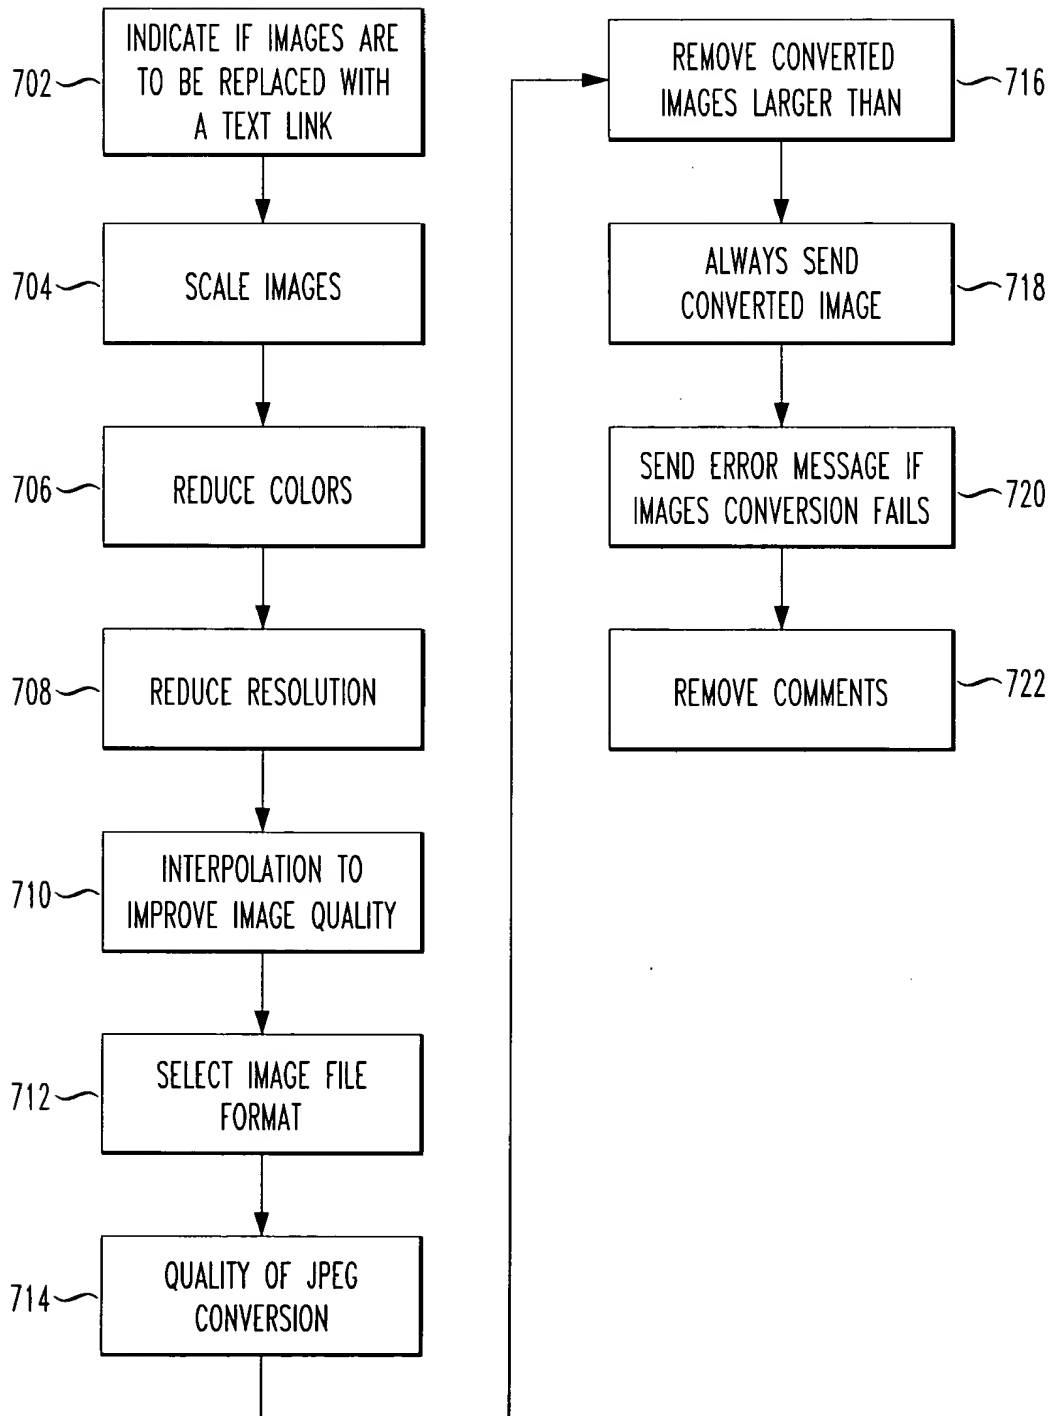 702
INDICATE IF IMAGES ARE
TO BE REPLACED WITH
A TEXT LINK
704
SCALE IMAGES
706
REDUCE COLORS
708
REDUCE RESOLUTION
710
INTERPOLATION TO
IMPROVE IMAGE QUALITY
712
SELECT IMAGE FILE
FORMAT
714
QUALITY OF JPEG
CONVERSION
REMOVE CONVERTED
IMAGES LARGER THAN
716
ALWAYS SEND
CONVERTED IMAGE
718
SEND ERROR MESSAGE IF
IMAGES CONVERSION FAILS
720
REMOVE COMMENTS
722